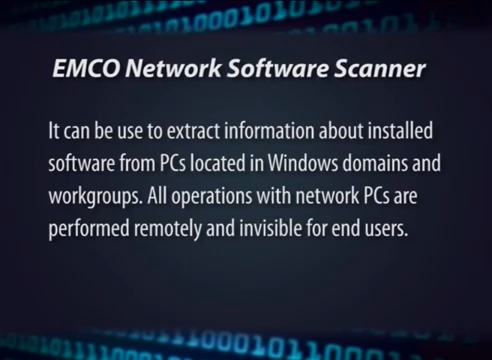 EMCO Network Software Scanner
It can be use to extract information about installed
software from PCs located in Windows domains and
workgroups. All operations with network PCs are
performed remotely and invisible for end users.